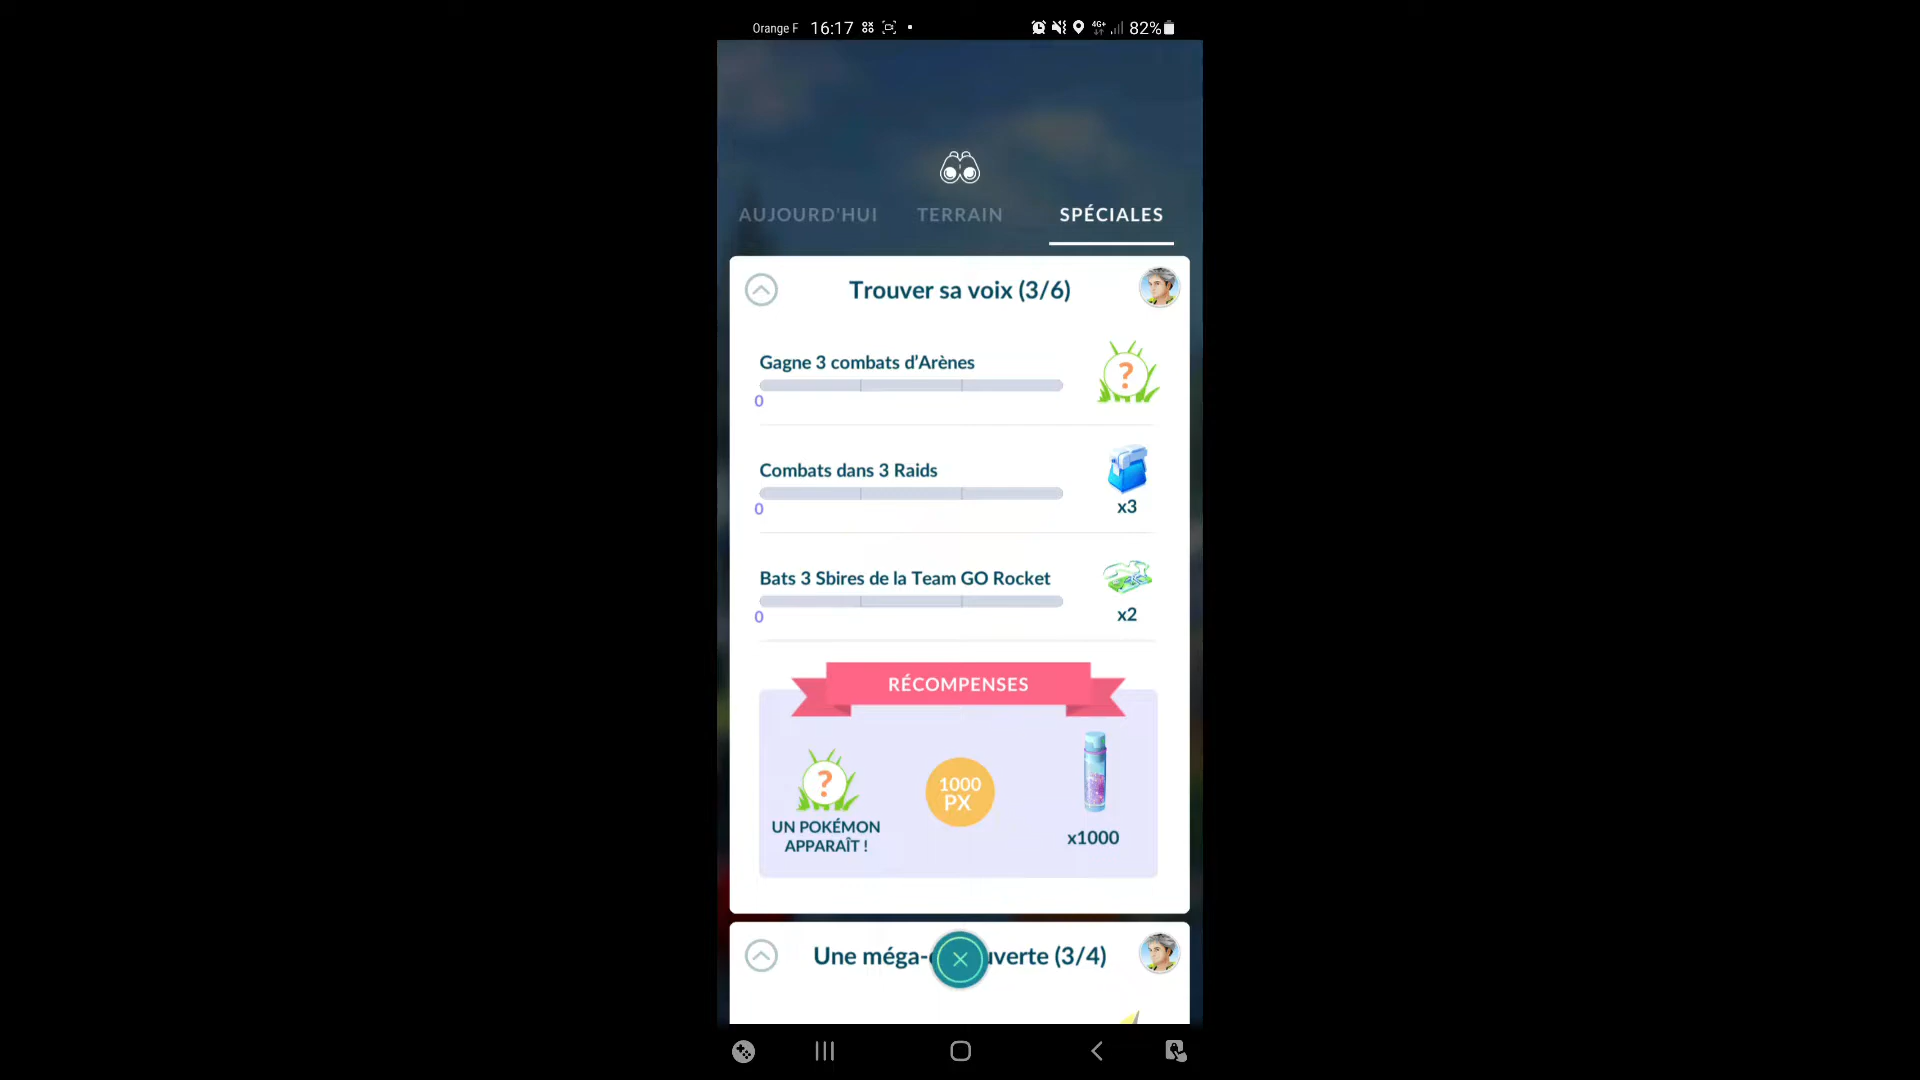 Orange F 16:17 4G+ 82%
AUJOURD'HUI TERRAIN SPÉCIALES
Trouver sa voix (3/6)
Gagne 3 combats d'Arènes
?
0
Combats dans 3 Raids
0
x3
Bats 3 Sbires de la Team GO Rocket
0
x2
RÉCOMPENSES
?
UN POKÉMON
APPARAÎT !
1000
PX
x1000
Une méga- uverte (3/4)